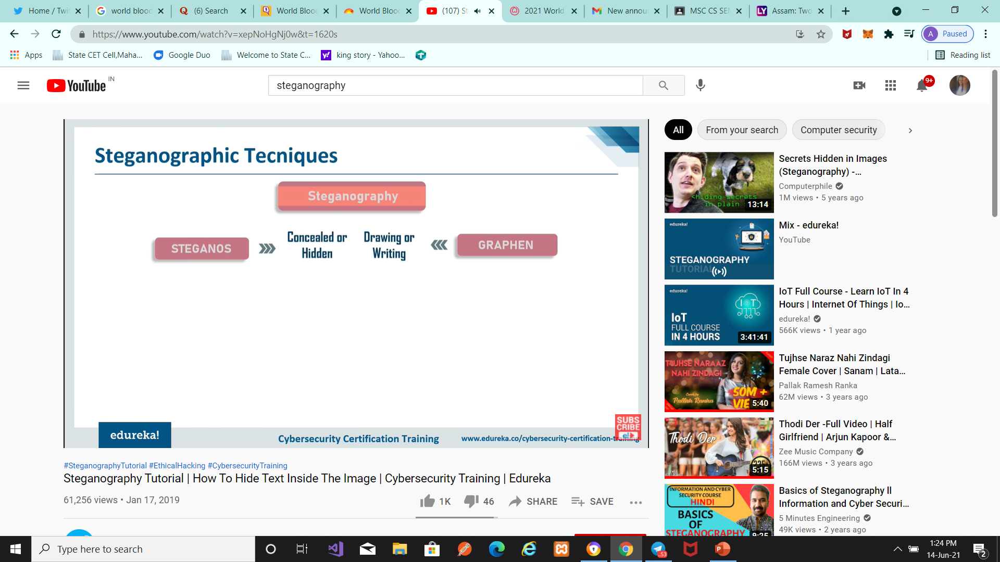 Home / Twi
world blood
(6) Search
World Bloo
World Bloo
(107) St
2021 World
New annou
MSC CS SE
Assam: Two
https://www.youtube.com/watch?v=xepNoHgNj0w&t=1620s
A Paused
Apps
State CET Cell,Maha...
Google Duo
Welcome to State C...
king story - Yahoo...
Reading list
YouTube IN
steganography
9+
Steganographic Tecniques
Steganography
STEGANOS
Concealed or
Hidden
Drawing or
Writing
GRAPHEN
edureka!
Cybersecurity Certification Training
www.edureka.co/cybersecurity-certification-training
SUBS
CRIBE
e!
#SteganographyTutorial #EthicalHacking #CybersecurityTraining
Steganography Tutorial | How To Hide Text Inside The Image | Cybersecurity Training | Edureka
61,256 views • Jan 17, 2019
1K
46
SHARE
SAVE
All
From your search
Computer security
<hiding secrets
in plain
13:14
Secrets Hidden in Images
(Steganography) -...
Computerphile
1M views • 5 years ago
edureka!
STEGANOGRAPHY
TUTORIAL
Mix - edureka!
YouTube
edureka!
IoT
IoT
FULL COURSE
IN 4 HOURS
3:41:41
IoT Full Course - Learn IoT In 4
Hours | Internet Of Things | Io...
edureka!
566K views • 1 year ago
TUJHSE NARAAZ
NAHI ZINDAGI
50M +
VIE
Pallak Ranka
5:40
Tujhse Naraz Nahi Zindagi
Female Cover | Sanam | Lata...
Pallak Ramesh Ranka
62M views • 3 years ago
Thodi Der
5:15
Thodi Der -Full Video | Half
Girlfriend | Arjun Kapoor &...
Zee Music Company
166M views • 3 years ago
INFORMATION AND CYBER
SECURITY COURSE
HINDI
BASICS
OF
STEGANOGRAPHY
9:25
Basics of Steganography ll
Information and Cyber Securi...
5 Minutes Engineering
49K views • 2 years ago
Type here to search
..53
1:24 PM
14-Jun-21
2